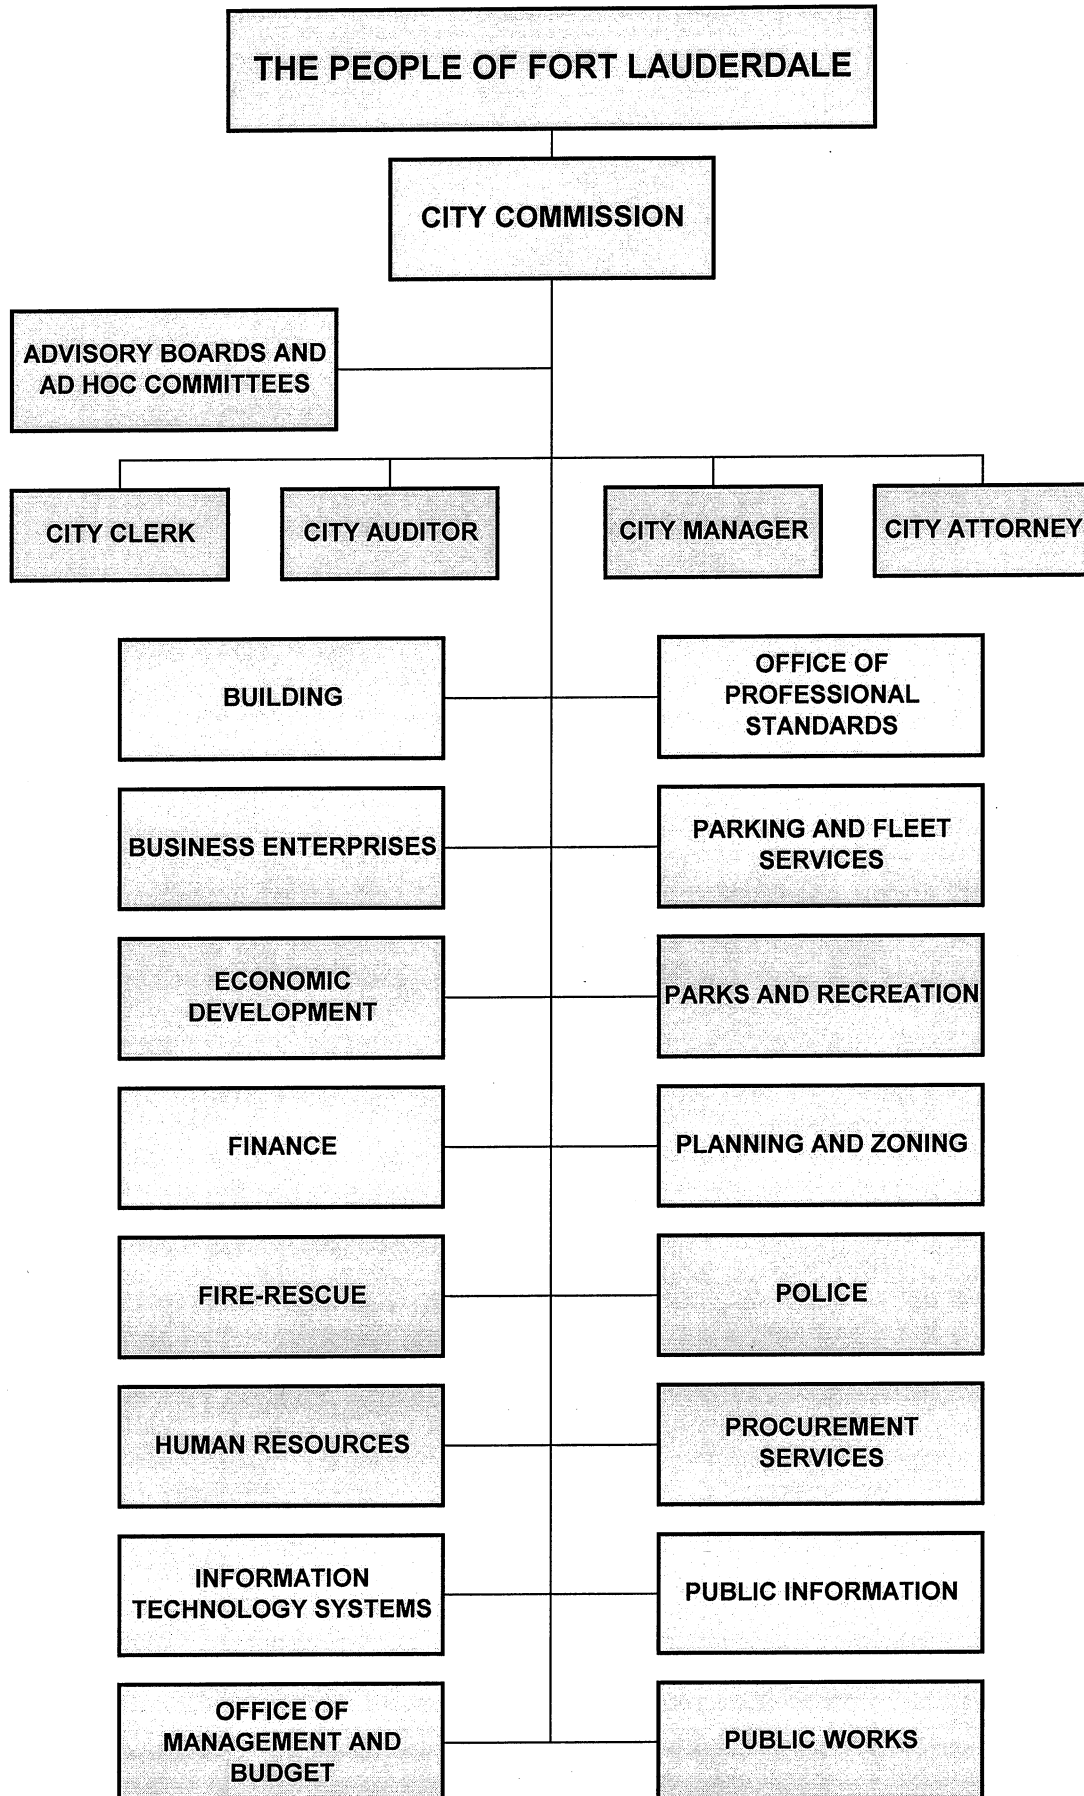 THE PEOPLE OF FORT LAUDERDALE
CITY COMMISSION
ADVISORY BOARDS AND
AD HOC COMMITTEES
CITY CLERK
CITY AUDITOR
CITY MANAGER
CITY ATTORNEY
BUILDING
OFFICE OF
PROFESSIONAL
STANDARDS
BUSINESS ENTERPRISES
PARKING AND FLEET
SERVICES
ECONOMIC
DEVELOPMENT
PARKS AND RECREATION
FINANCE
PLANNING AND ZONING
FIRE-RESCUE
POLICE
HUMAN RESOURCES
PROCUREMENT
SERVICES
INFORMATION
TECHNOLOGY SYSTEMS
PUBLIC INFORMATION
OFFICE OF
MANAGEMENT AND
BUDGET
PUBLIC WORKS